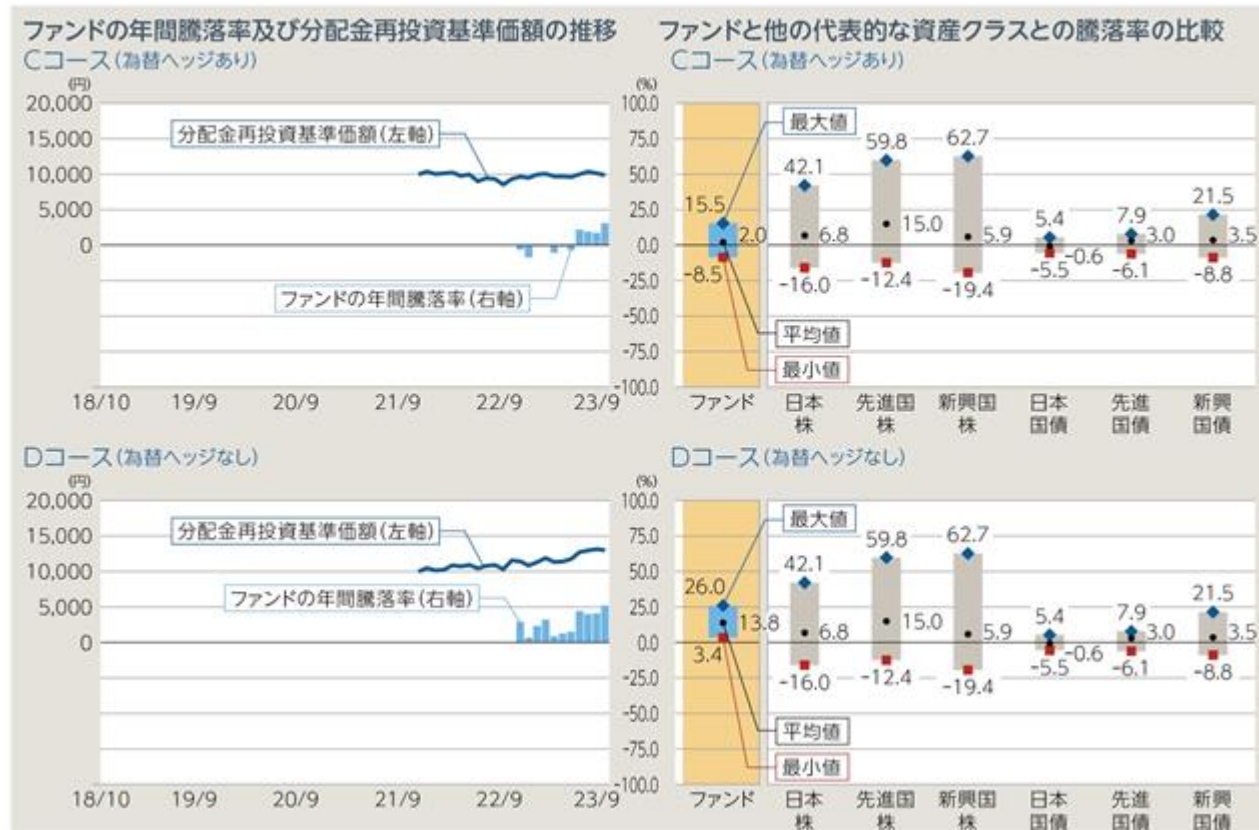 ファンドの年間騰落率及び分配金再投資基準価額の推移
Cコース(為替ヘッジあり)
(円)
(%)
20,000
15,000
10,000
5,000
0
100.0
75.0
50.0
25.0
0.0
-25.0
-50.0
-75.0
-100.0
分配金再投資基準価額(左軸)
ファンドの年間騰落率(右軸)
18/10 19/9 20/9 21/9 22/9 23/9
ファンドと他の代表的な資産クラスとの騰落率の比較
Cコース(為替ヘッジあり)
最大値
平均値
最小値
15.5 42.1 59.8 62.7 5.4 7.9 21.5
2.0 6.8 15.0 5.9 -0.6 3.0 3.5
-8.5 -16.0 -12.4 -19.4 -5.5 -6.1 -8.8
ファンド 日本 先進国 新興国 日本 先進 新興
株 株 株 国債 国債 国債
Dコース(為替ヘッジなし)
(円)
(%)
20,000
15,000
10,000
5,000
0
100.0
75.0
50.0
25.0
0.0
-25.0
-50.0
-75.0
-100.0
分配金再投資基準価額(左軸)
ファンドの年間騰落率(右軸)
18/10 19/9 20/9 21/9 22/9 23/9
Dコース(為替ヘッジなし)
最大値
平均値
最小値
26.0 42.1 59.8 62.7 5.4 7.9 21.5
13.8 6.8 15.0 5.9 -0.6 3.0 3.5
3.4 -16.0 -12.4 -19.4 -5.5 -6.1 -8.8
ファンド 日本 先進国 新興国 日本 先進 新興
株 株 株 国債 国債 国債